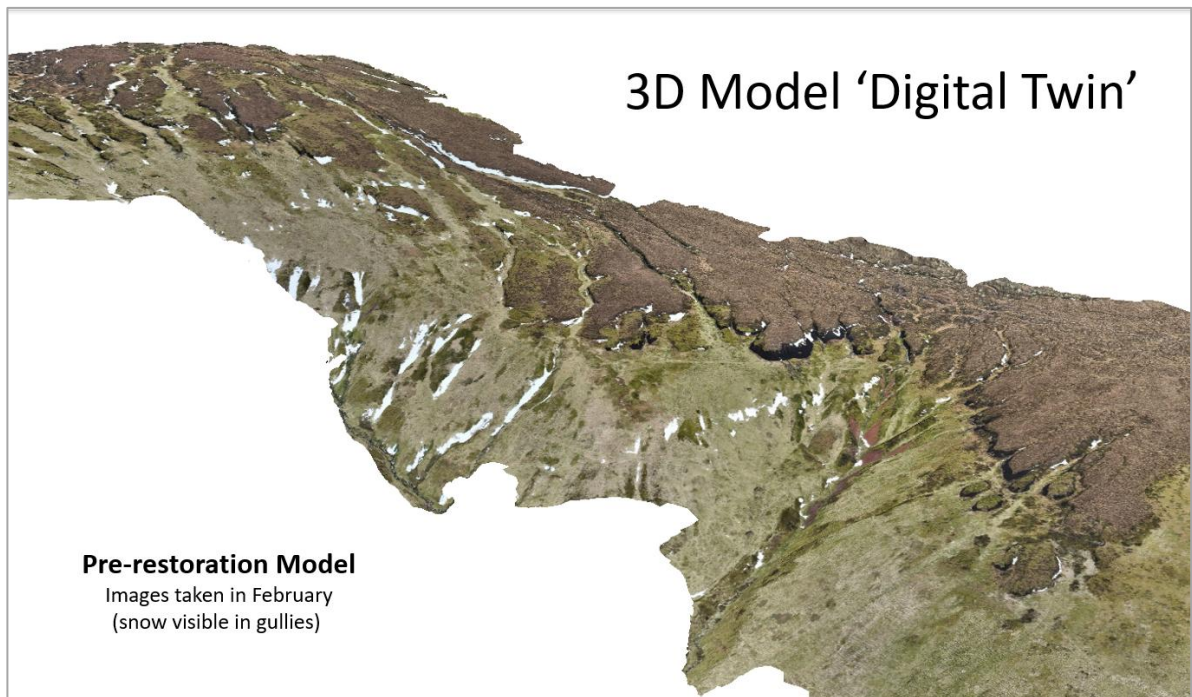 3D Model ‘Digital Twin’
Pre-restoration Model
Images taken in February
(snow visible in gullies)